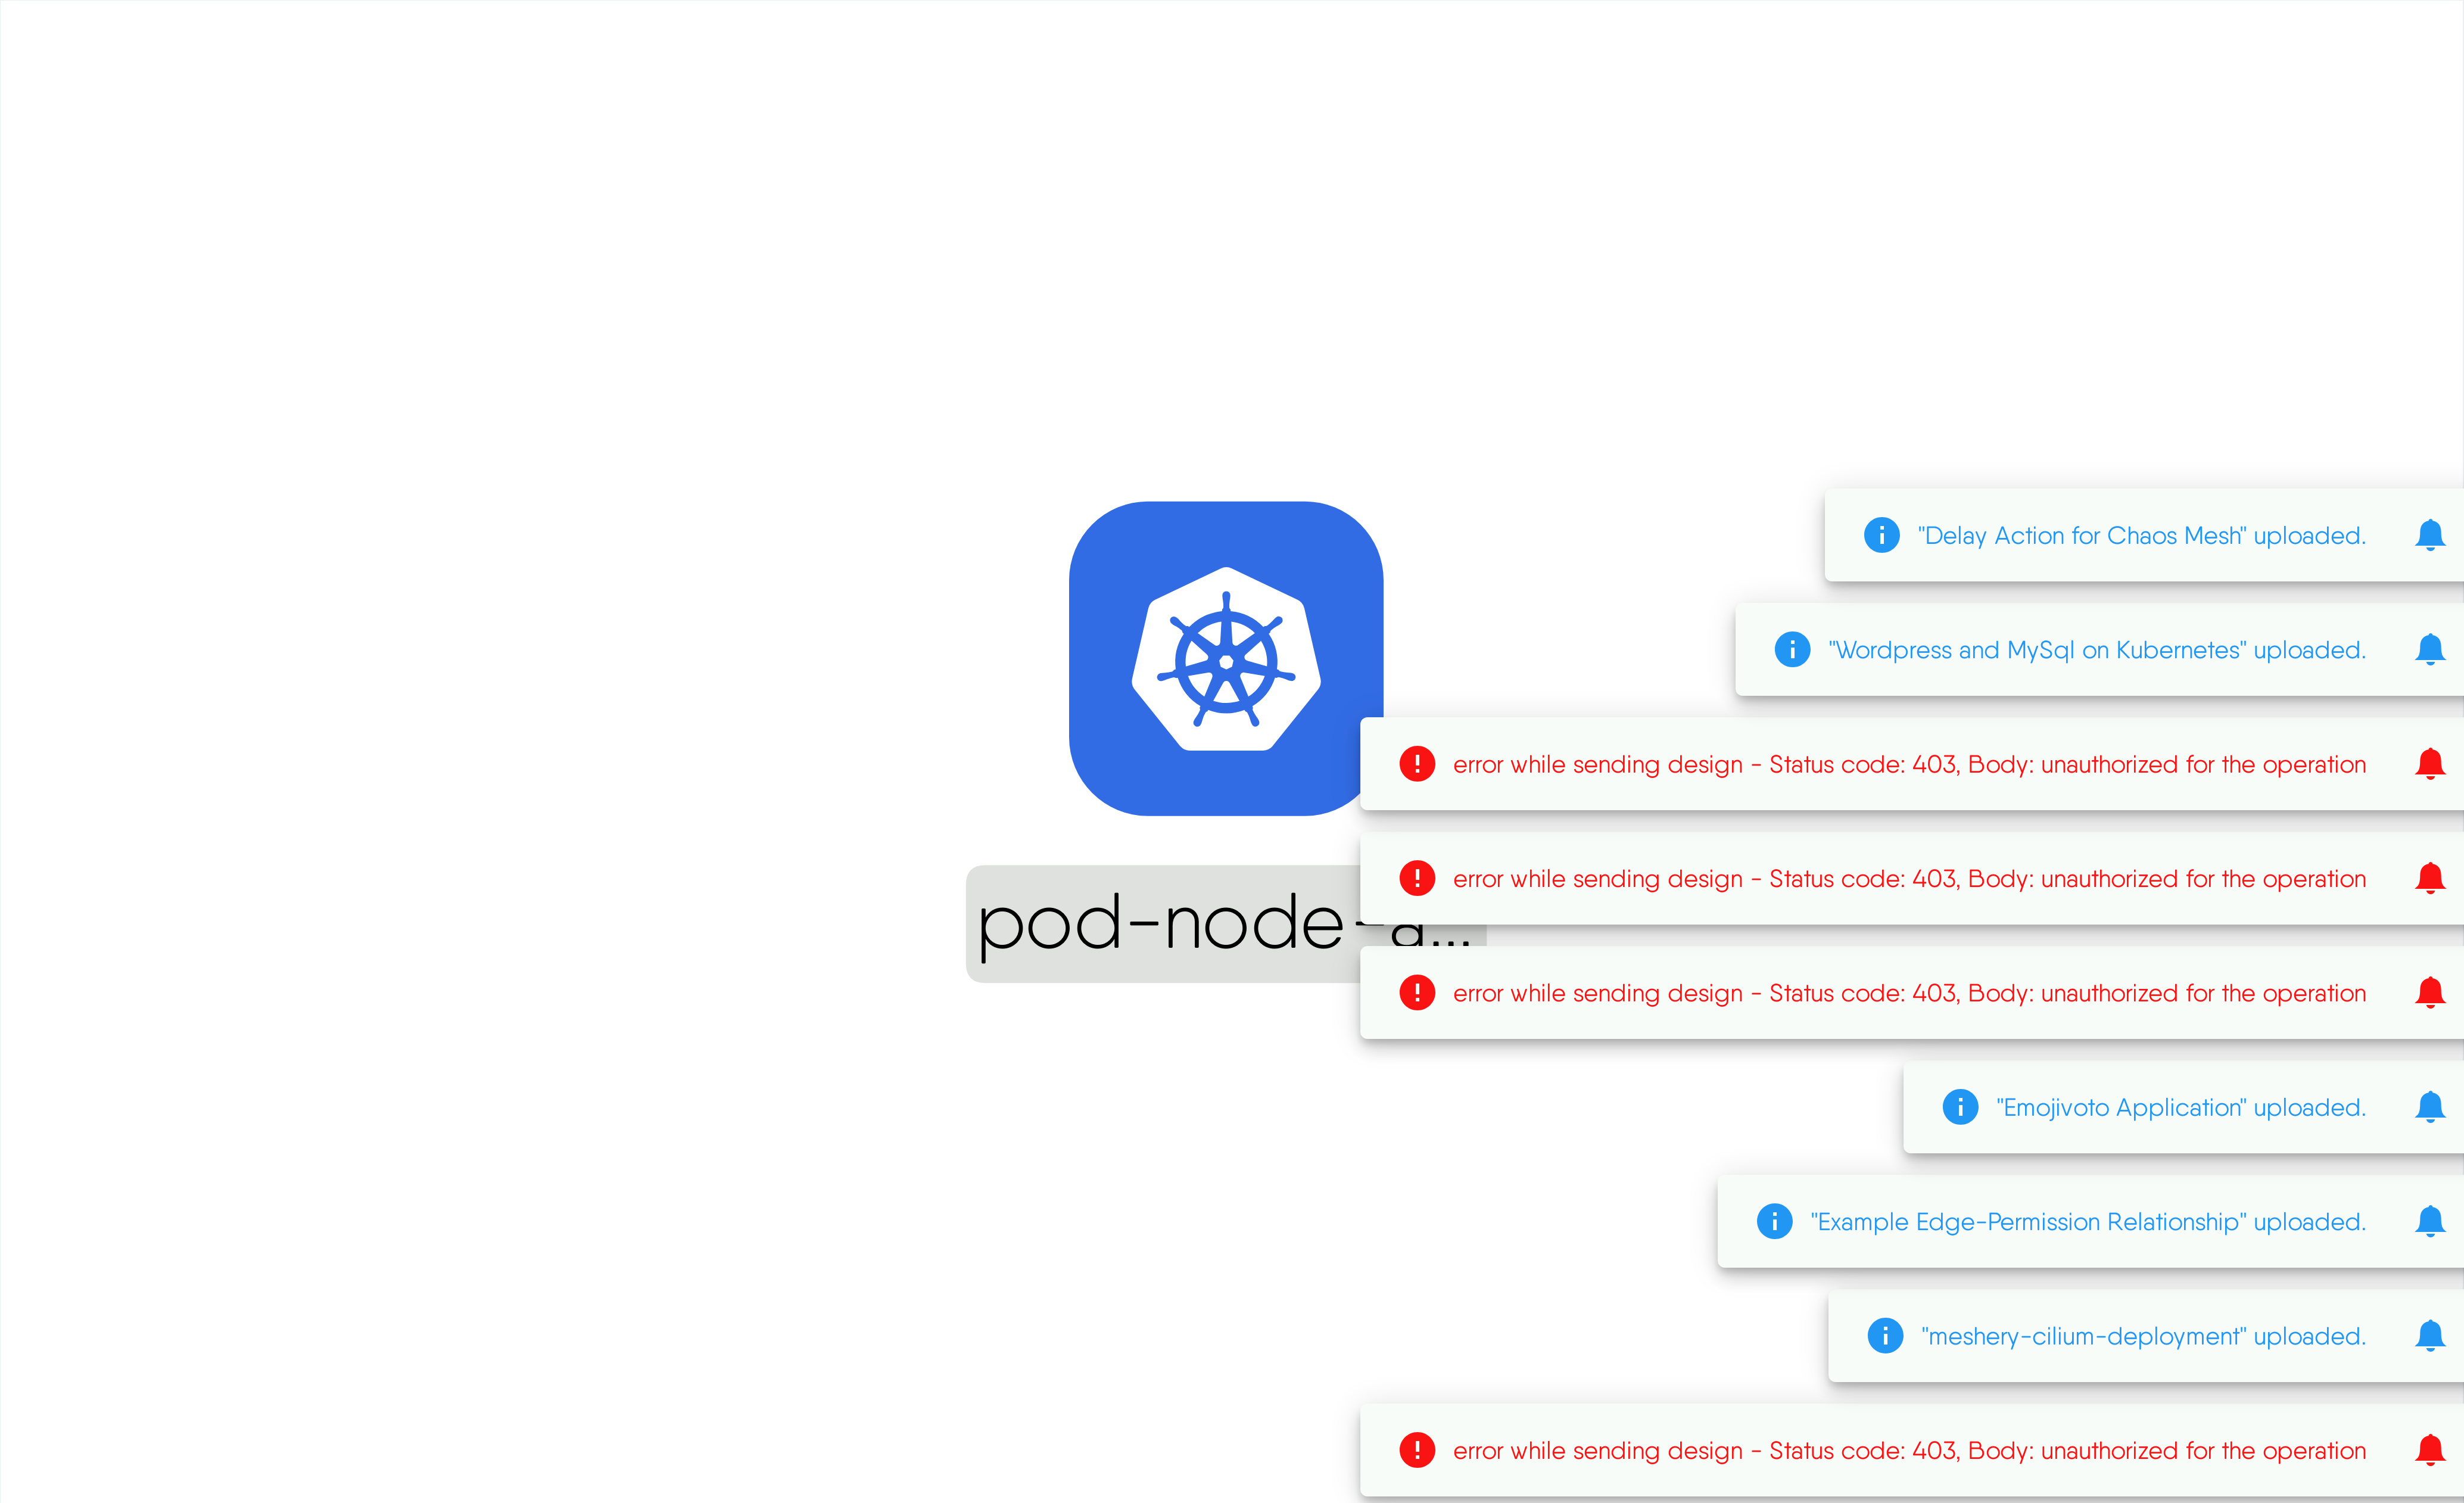 "Delay Action for Chaos Mesh" uploaded.
"Wordpress and MySql on Kubernetes" uploaded.
error while sending design - Status code: 403, Body: unauthorized for the operation
error while sending design - Status code: 403, Body: unauthorized for the operation
pod-node-a...
error while sending design - Status code: 403, Body: unauthorized for the operation
"Emojivoto Application" uploaded.
"Example Edge-Permission Relationship" uploaded.
"meshery-cilium-deployment" uploaded.
error while sending design - Status code: 403, Body: unauthorized for the operation